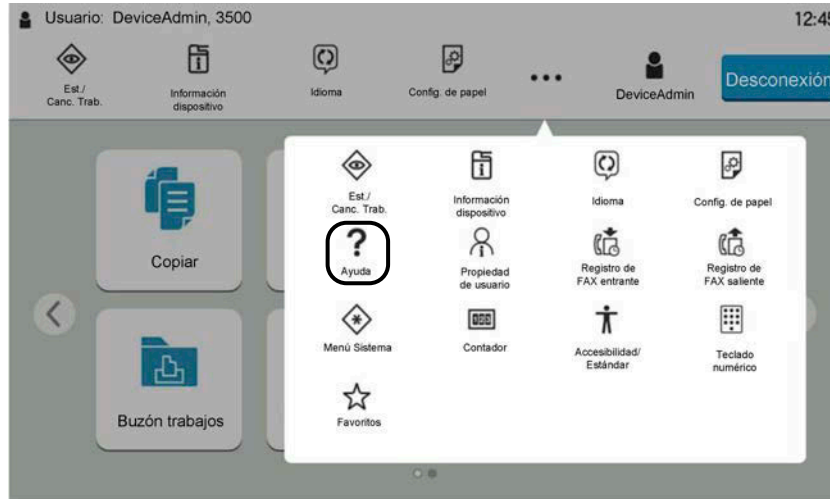 Usuario: DeviceAdmin, 3500
12:45
Est./
Canc. Trab.
Información
dispositivo
Idioma
Config. de papel
DeviceAdmin
Desconexión
Est./
Canc. Trab.
Información
dispositivo
Idioma
Config. de papel
?
Ayuda
Propiedad
de usuario
Registro de
FAX entrante
Registro de
FAX saliente
Menú Sistema
Contador
Accesibilidad/
Estándar
Teclado
numérico
Favoritos
Copiar
Buzón trabajos